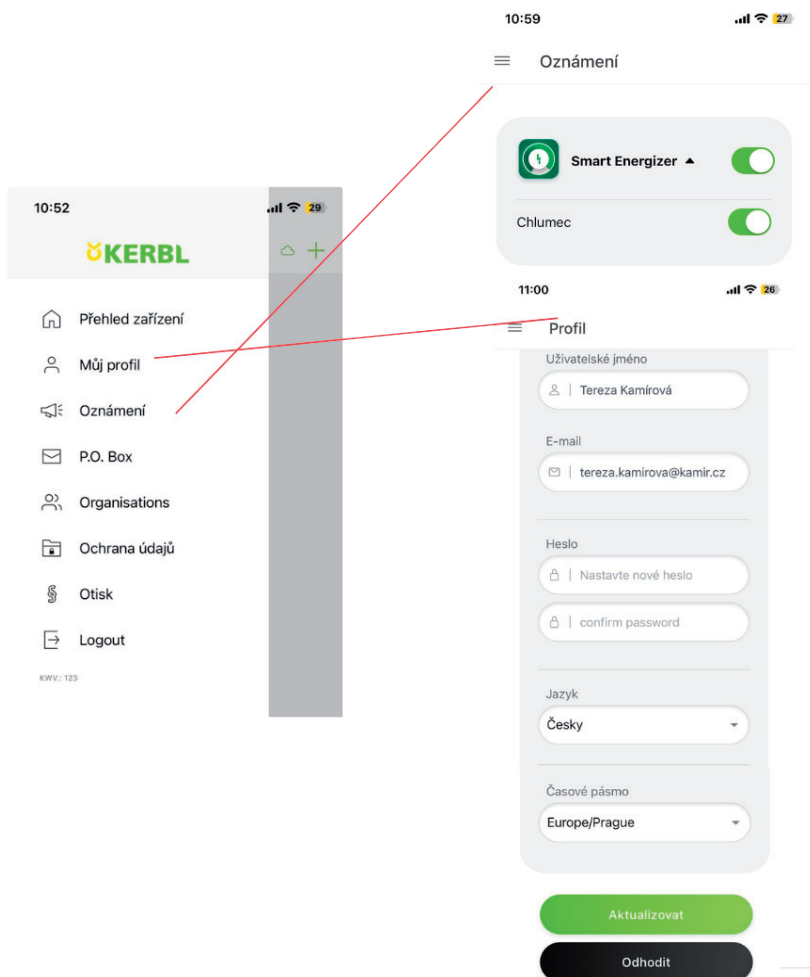 10:52
29
KERBL
Přehled zařízení
Můj profil
Oznámení
P.O. Box
Organisations
Ochrana údajů
Otisk
Logout
KWV.: 123
10:59
27
Oznámení
Smart Energizer
Chlumec
11:00
26
Profil
Uživatelské jméno
Tereza Kamírová
E-mail
tereza.kamirova@kamir.cz
Heslo
Nastavte nové heslo
confirm password
Jazyk
Česky
Časové pásmo
Europe/Prague
Aktualizovat
Odhodit